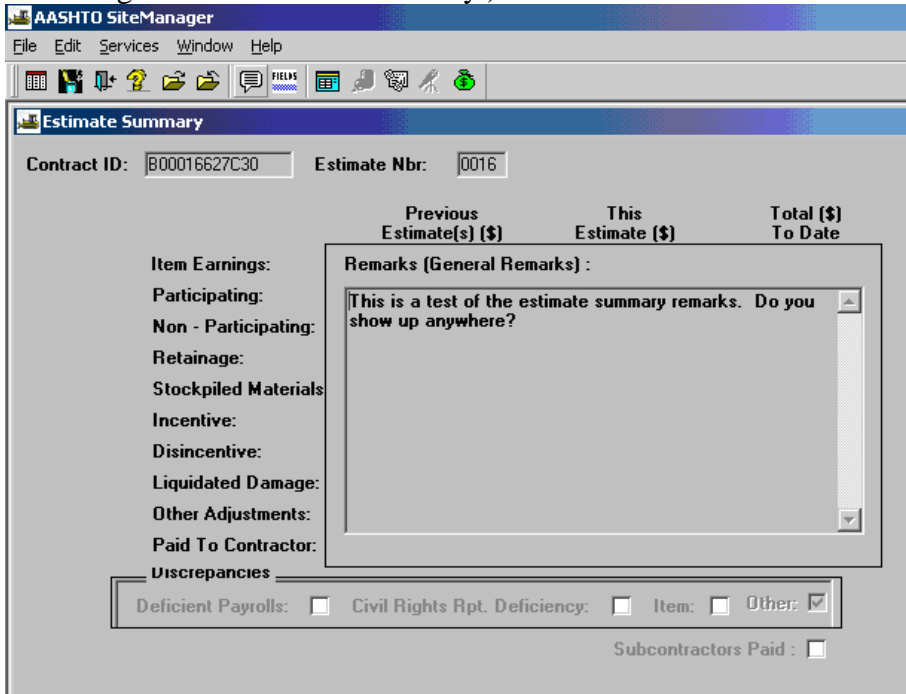 AASHTO SiteManager
File Edit Services Window Help
FIELDS
Estimate Summary
Contract ID: B00016627C30 Estimate Nbr: 0016
Previous Estimate(s) ($) This Estimate ($) Total ($) To Date
Item Earnings:
Participating:
Non - Participating:
Retainage:
Stockpiled Materials
Incentive:
Disincentive:
Liquidated Damage:
Other Adjustments:
Paid To Contractor:
Remarks (General Remarks) :
This is a test of the estimate summary remarks. Do you
show up anywhere?
Discrepancies
Deficient Payrolls: Civil Rights Rpt. Deficiency: Item: Other:
Subcontractors Paid :